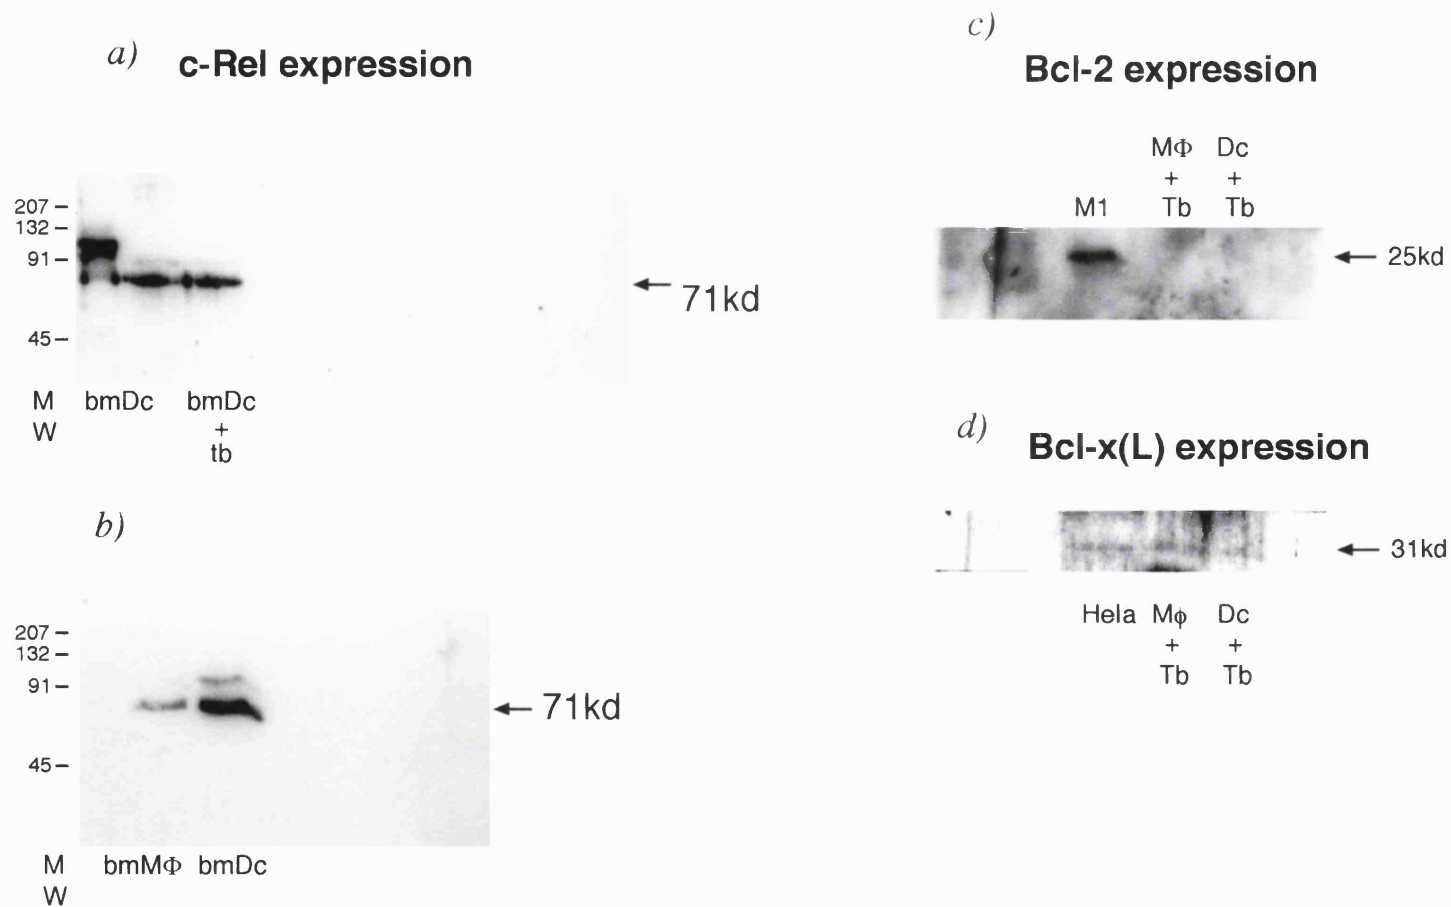 a)
c-Rel expression
207 –
132 –
91 –
45 –
71kd
M
W
bmDc
bmDc
+
tb
b)
207 –
132 –
91 –
45 –
71kd
M
W
bmMΦ bmDc
c)
Bcl-2 expression
MΦ Dc
+ +
M1 Tb Tb
25kd
d)
Bcl-x(L) expression
31kd
Hela Mϕ Dc
+ +
Tb Tb